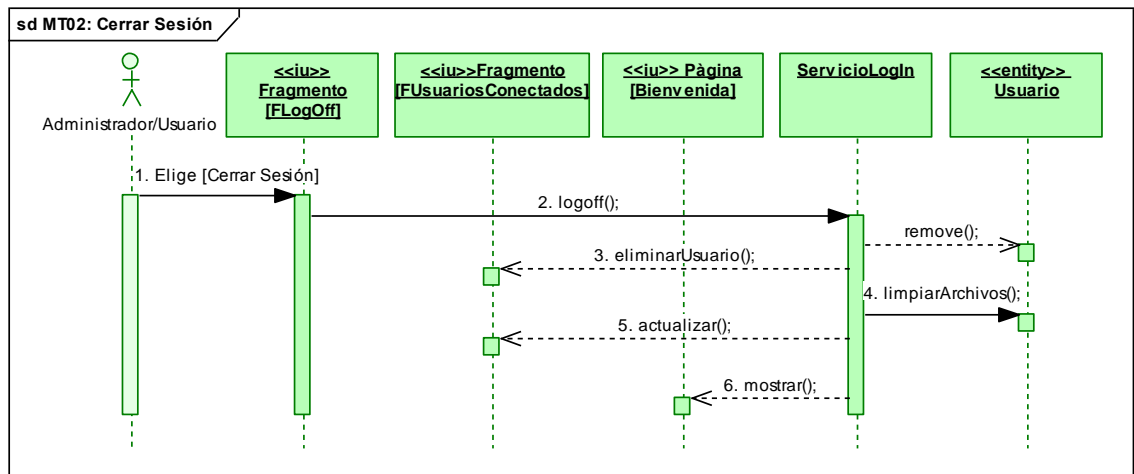 sd MT02: Cerrar Sesión
Administrador/Usuario
<<iu>>
Fragmento
[FLogOff]
<<iu>>Fragmento
[FUsuariosConectados]
<<iu>> Pàgina
[Bienvenida]
ServicioLogIn
<<entity>>
Usuario
1. Elige [Cerrar Sesión]
2. logoff();
remove();
3. eliminarUsuario();
4. limpiarArchivos();
5. actualizar();
6. mostrar();